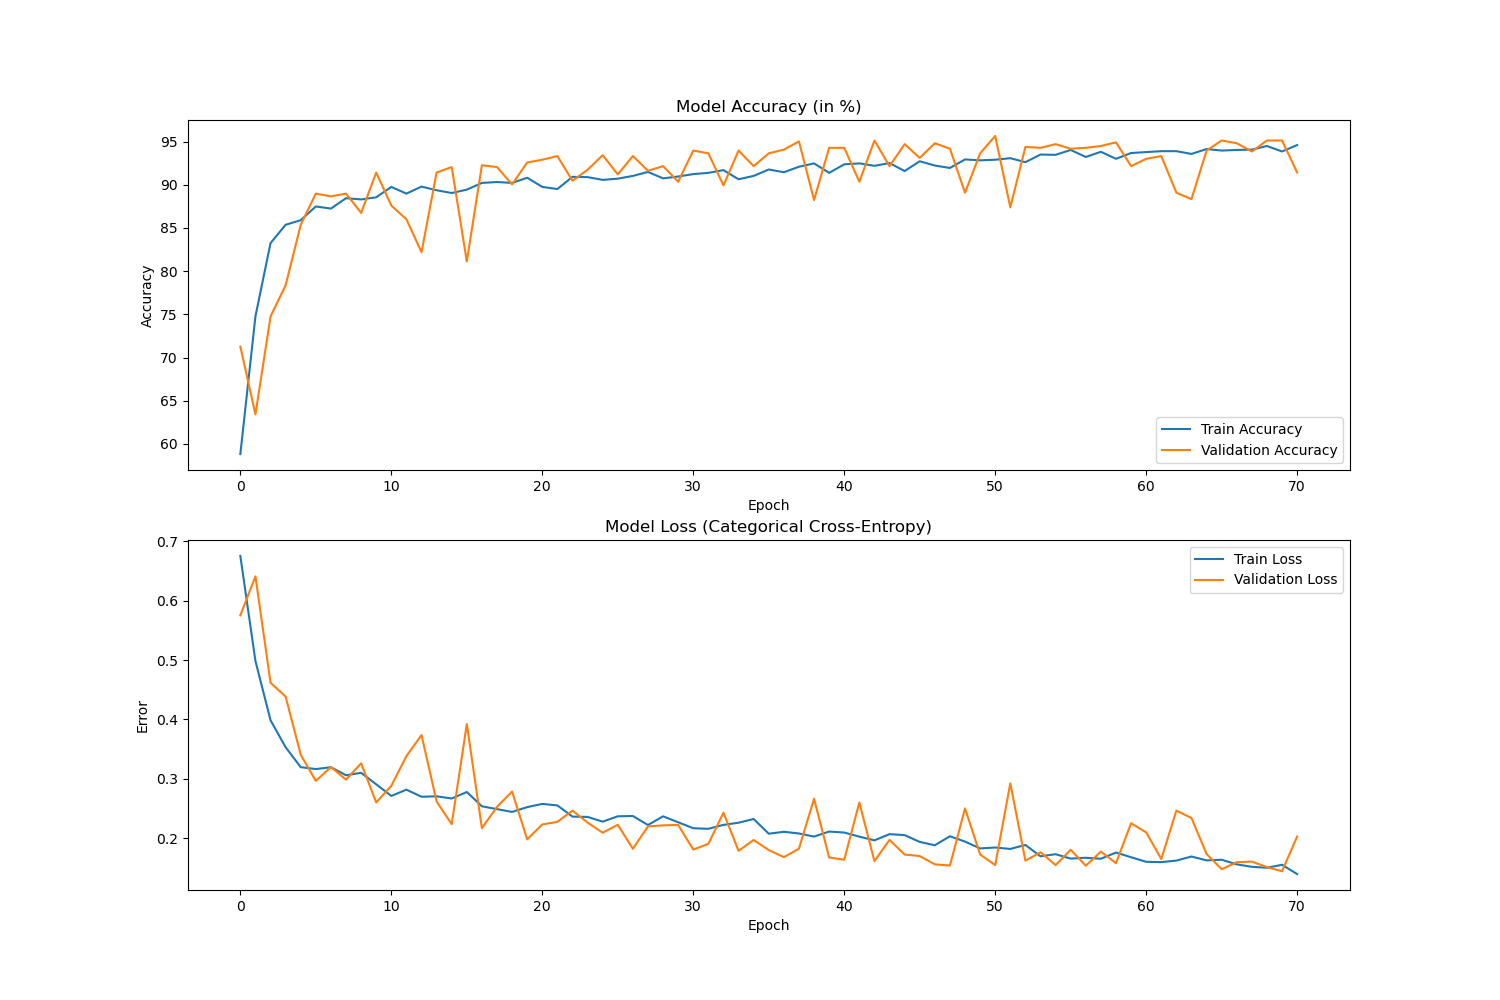 Model Accuracy (in %)
Accuracy
95
90
85
80
75
70
65
60
Train Accuracy
Validation Accuracy
0 10 20 30 40 50 60 70
Epoch
Model Loss (Categorical Cross-Entropy)
Error
0.7
0.6
0.5
0.4
0.3
0.2
Train Loss
Validation Loss
0 10 20 30 40 50 60 70
Epoch